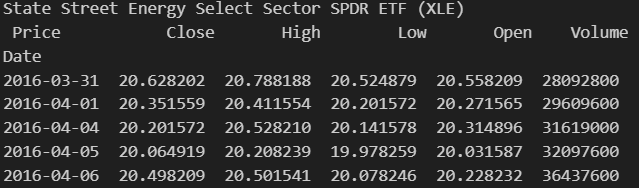 State Street Energy Select Sector SPDR ETF (XLE)
Price Close High Low Open Volume
Date
2016-03-31 20.628202 20.788188 20.524879 20.558209 28092800
2016-04-01 20.351559 20.411554 20.201572 20.271565 29609600
2016-04-04 20.201572 20.528210 20.141578 20.314896 31619000
2016-04-05 20.064919 20.208239 19.978259 20.031587 32097600
2016-04-06 20.498209 20.501541 20.078246 20.228232 36437600